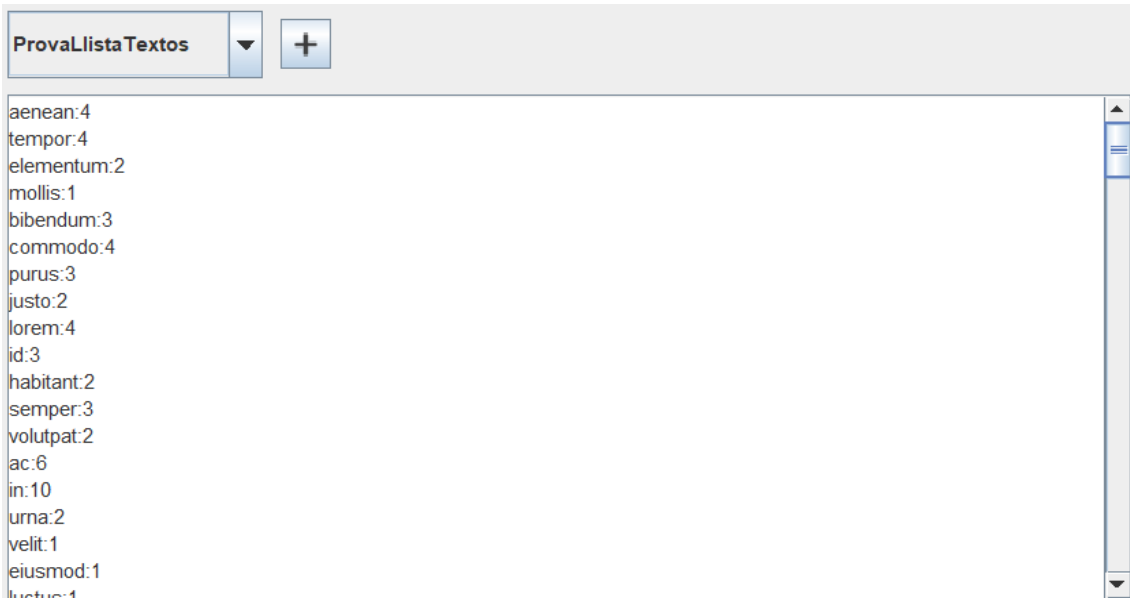 ProvaLlistaTextos
+
aenean:4
tempor:4
elementum:2
mollis:1
bibendum:3
commodo:4
purus:3
justo:2
lorem:4
id:3
habitant:2
semper:3
volutpat:2
ac:6
in:10
urna:2
velit:1
eiusmod:1